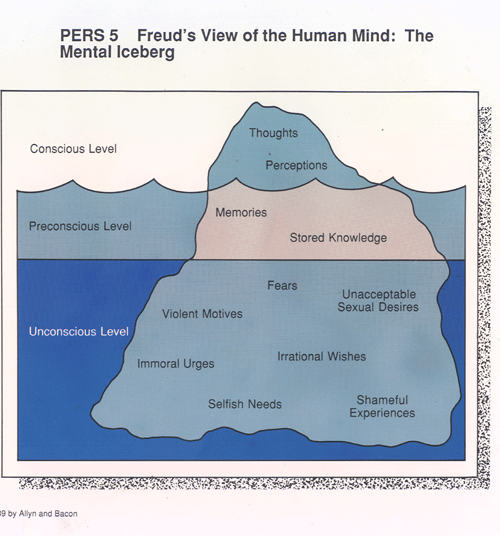 PERS 5 Freud's View of the Human Mind: The
Mental Iceberg
Thoughts
Conscious Level
Perceptions
Memories
Preconscious Level
Stored Knowledge
Fears
Unacceptable
Sexual Desires
Violent Motives
Unconscious Level
Irrational Wishes
Immoral Urges
Shameful
Experiences
Selfish Needs
89 by Allyn and Bacon